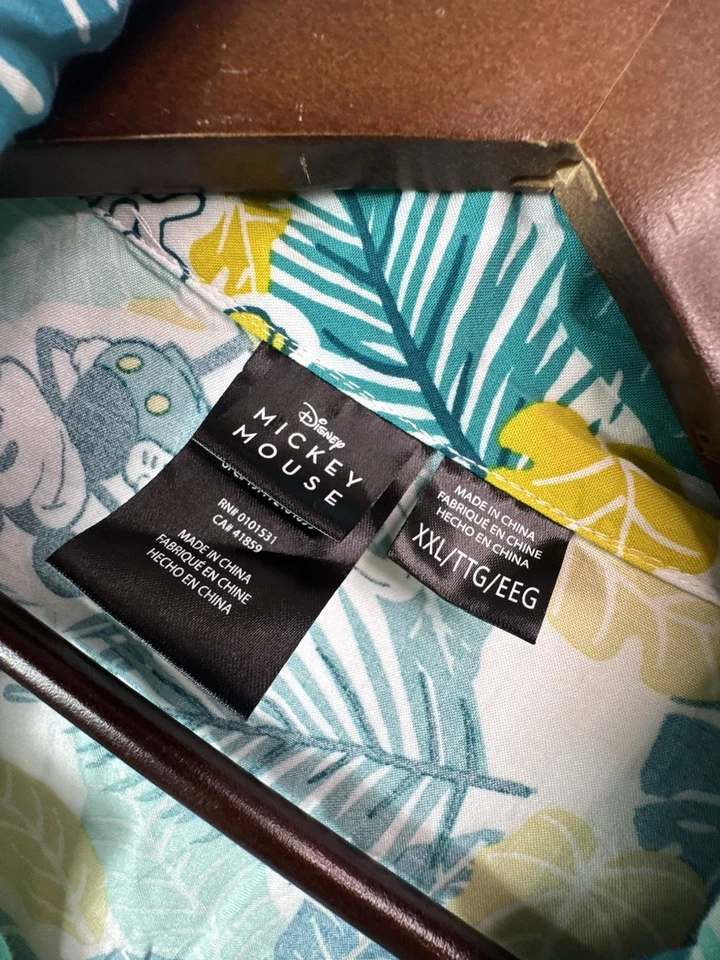 Disney
MICKEY
MOUSE
RN# 0101531
CA# 41859
MADE IN CHINA
FABRIQUÉ EN CHINE
HECHO EN CHINA
MADE IN CHINA
FABRIQUÉ EN CHINE
HECHO EN CHINA
XXL/TTG/EEG